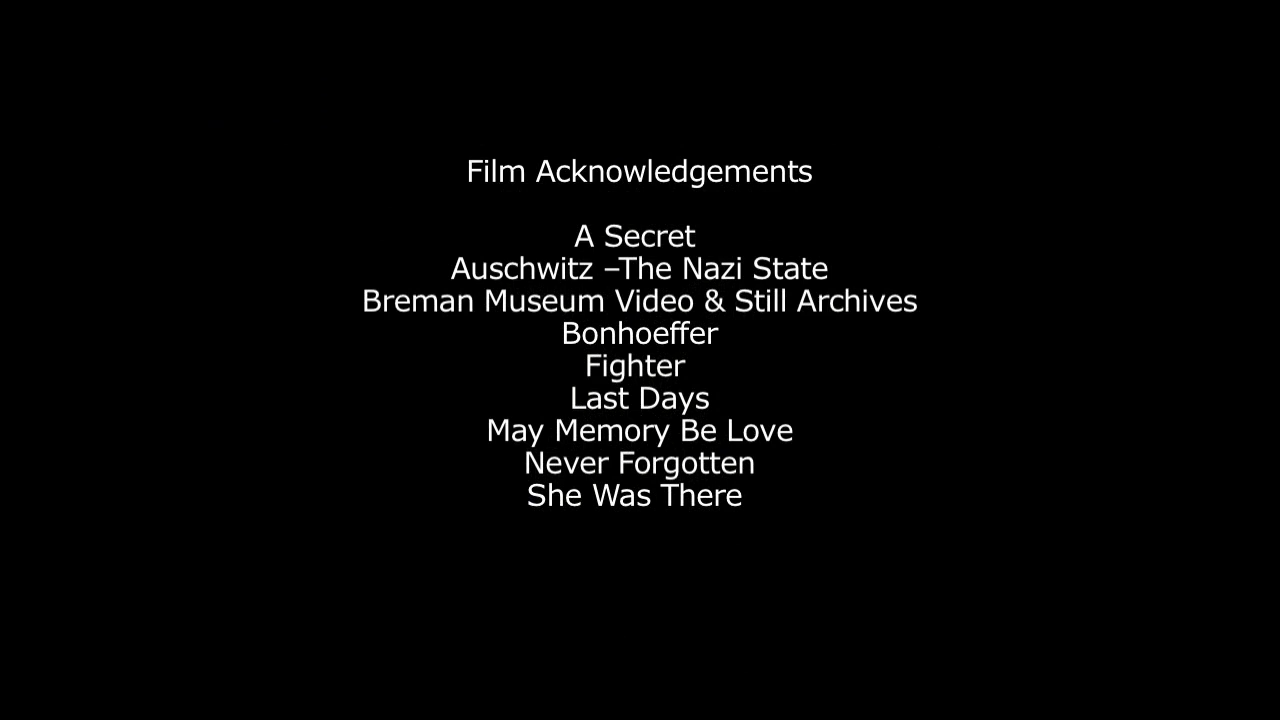 Film Acknowledgements
A Secret
Auschwitz –The Nazi State
Breman Museum Video & Still Archives
Bonhoeffer
Fighter
Last Days
May Memory Be Love
Never Forgotten
She Was There